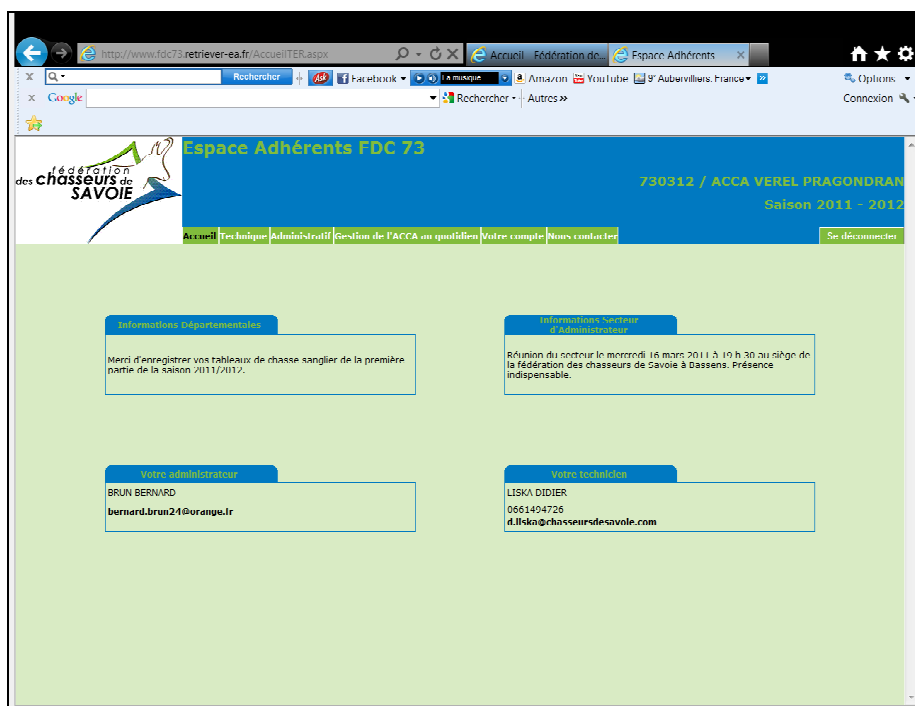 http://www.fdc73.retriever-ea.fr/AccueilTER.aspx
Accueil - Fédération de...
Espace Adhérents
X
x
Rechercher
Ask
Facebook
La musique
Amazon
YouTube
9° Aubervilliers, France
Options
x
Google
Rechercher
Autres »
Connexion
fédération
des chasseurs de
SAVOIE
Espace Adhérents FDC 73
730312 / ACCA VEREL PRAGONDRAN
Saison 2011 - 2012
Accueil Technique Administratif Gestion de l'ACCA au quotidien Votre compte Nous contacter
Se déconnecter
Informations Départementales
Merci d'enregistrer vos tableaux de chasse sanglier de la première
partie de la saison 2011/2012.
Informations Secteur
d'Administrateur
Réunion du secteur le mercredi 16 mars 2011 à 19 h 30 au siège de
la fédération des chasseurs de Savoie à Bassens. Présence
indispensable.
Votre administrateur
BRUN BERNARD
bernard.brun24@orange.fr
Votre technicien
LISKA DIDIER
0661494726
d.liska@chasseursdesavoie.com